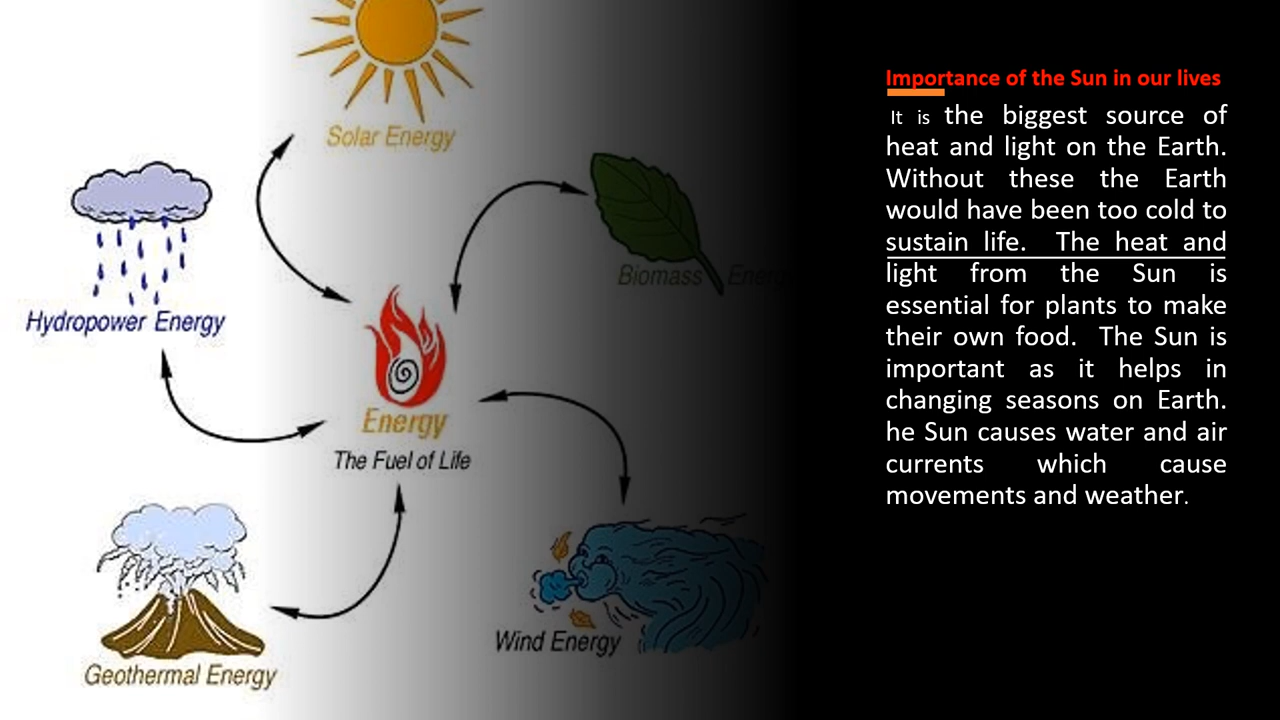 Importance of the Sun in our lives
It is the biggest source of
heat and light on the Earth.
Without these the Earth
would have been too cold to
sustain life. The heat and
light from the Sun is
essential for plants to make
their own food. The Sun is
important as it helps in
changing seasons on Earth.
he Sun causes water and air
currents which cause
movements and weather.
Solar Energy
Biomass Energy
Hydropower Energy
Energy
The Fuel of Life
Wind Energy
Geothermal Energy